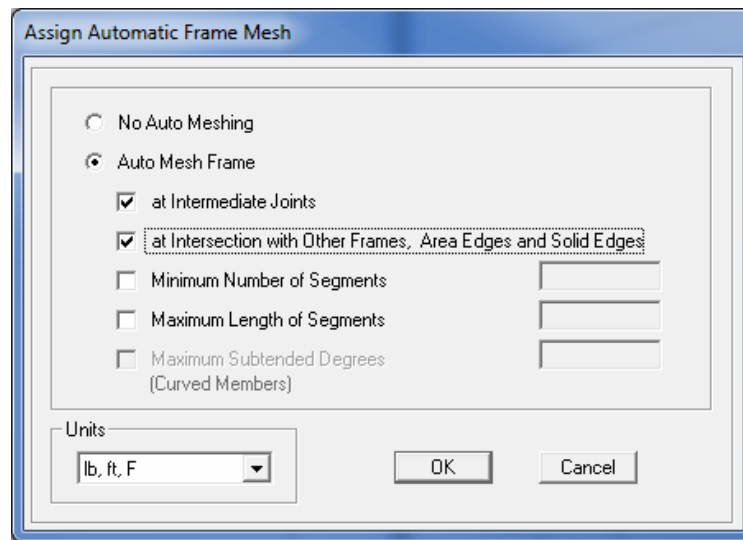 Assign Automatic Frame Mesh
No Auto Meshing
Auto Mesh Frame
at Intermediate Joints
at Intersection with Other Frames, Area Edges and Solid Edges
Minimum Number of Segments
Maximum Length of Segments
Maximum Subtended Degrees
(Curved Members)
Units
lb, ft, F
OK
Cancel